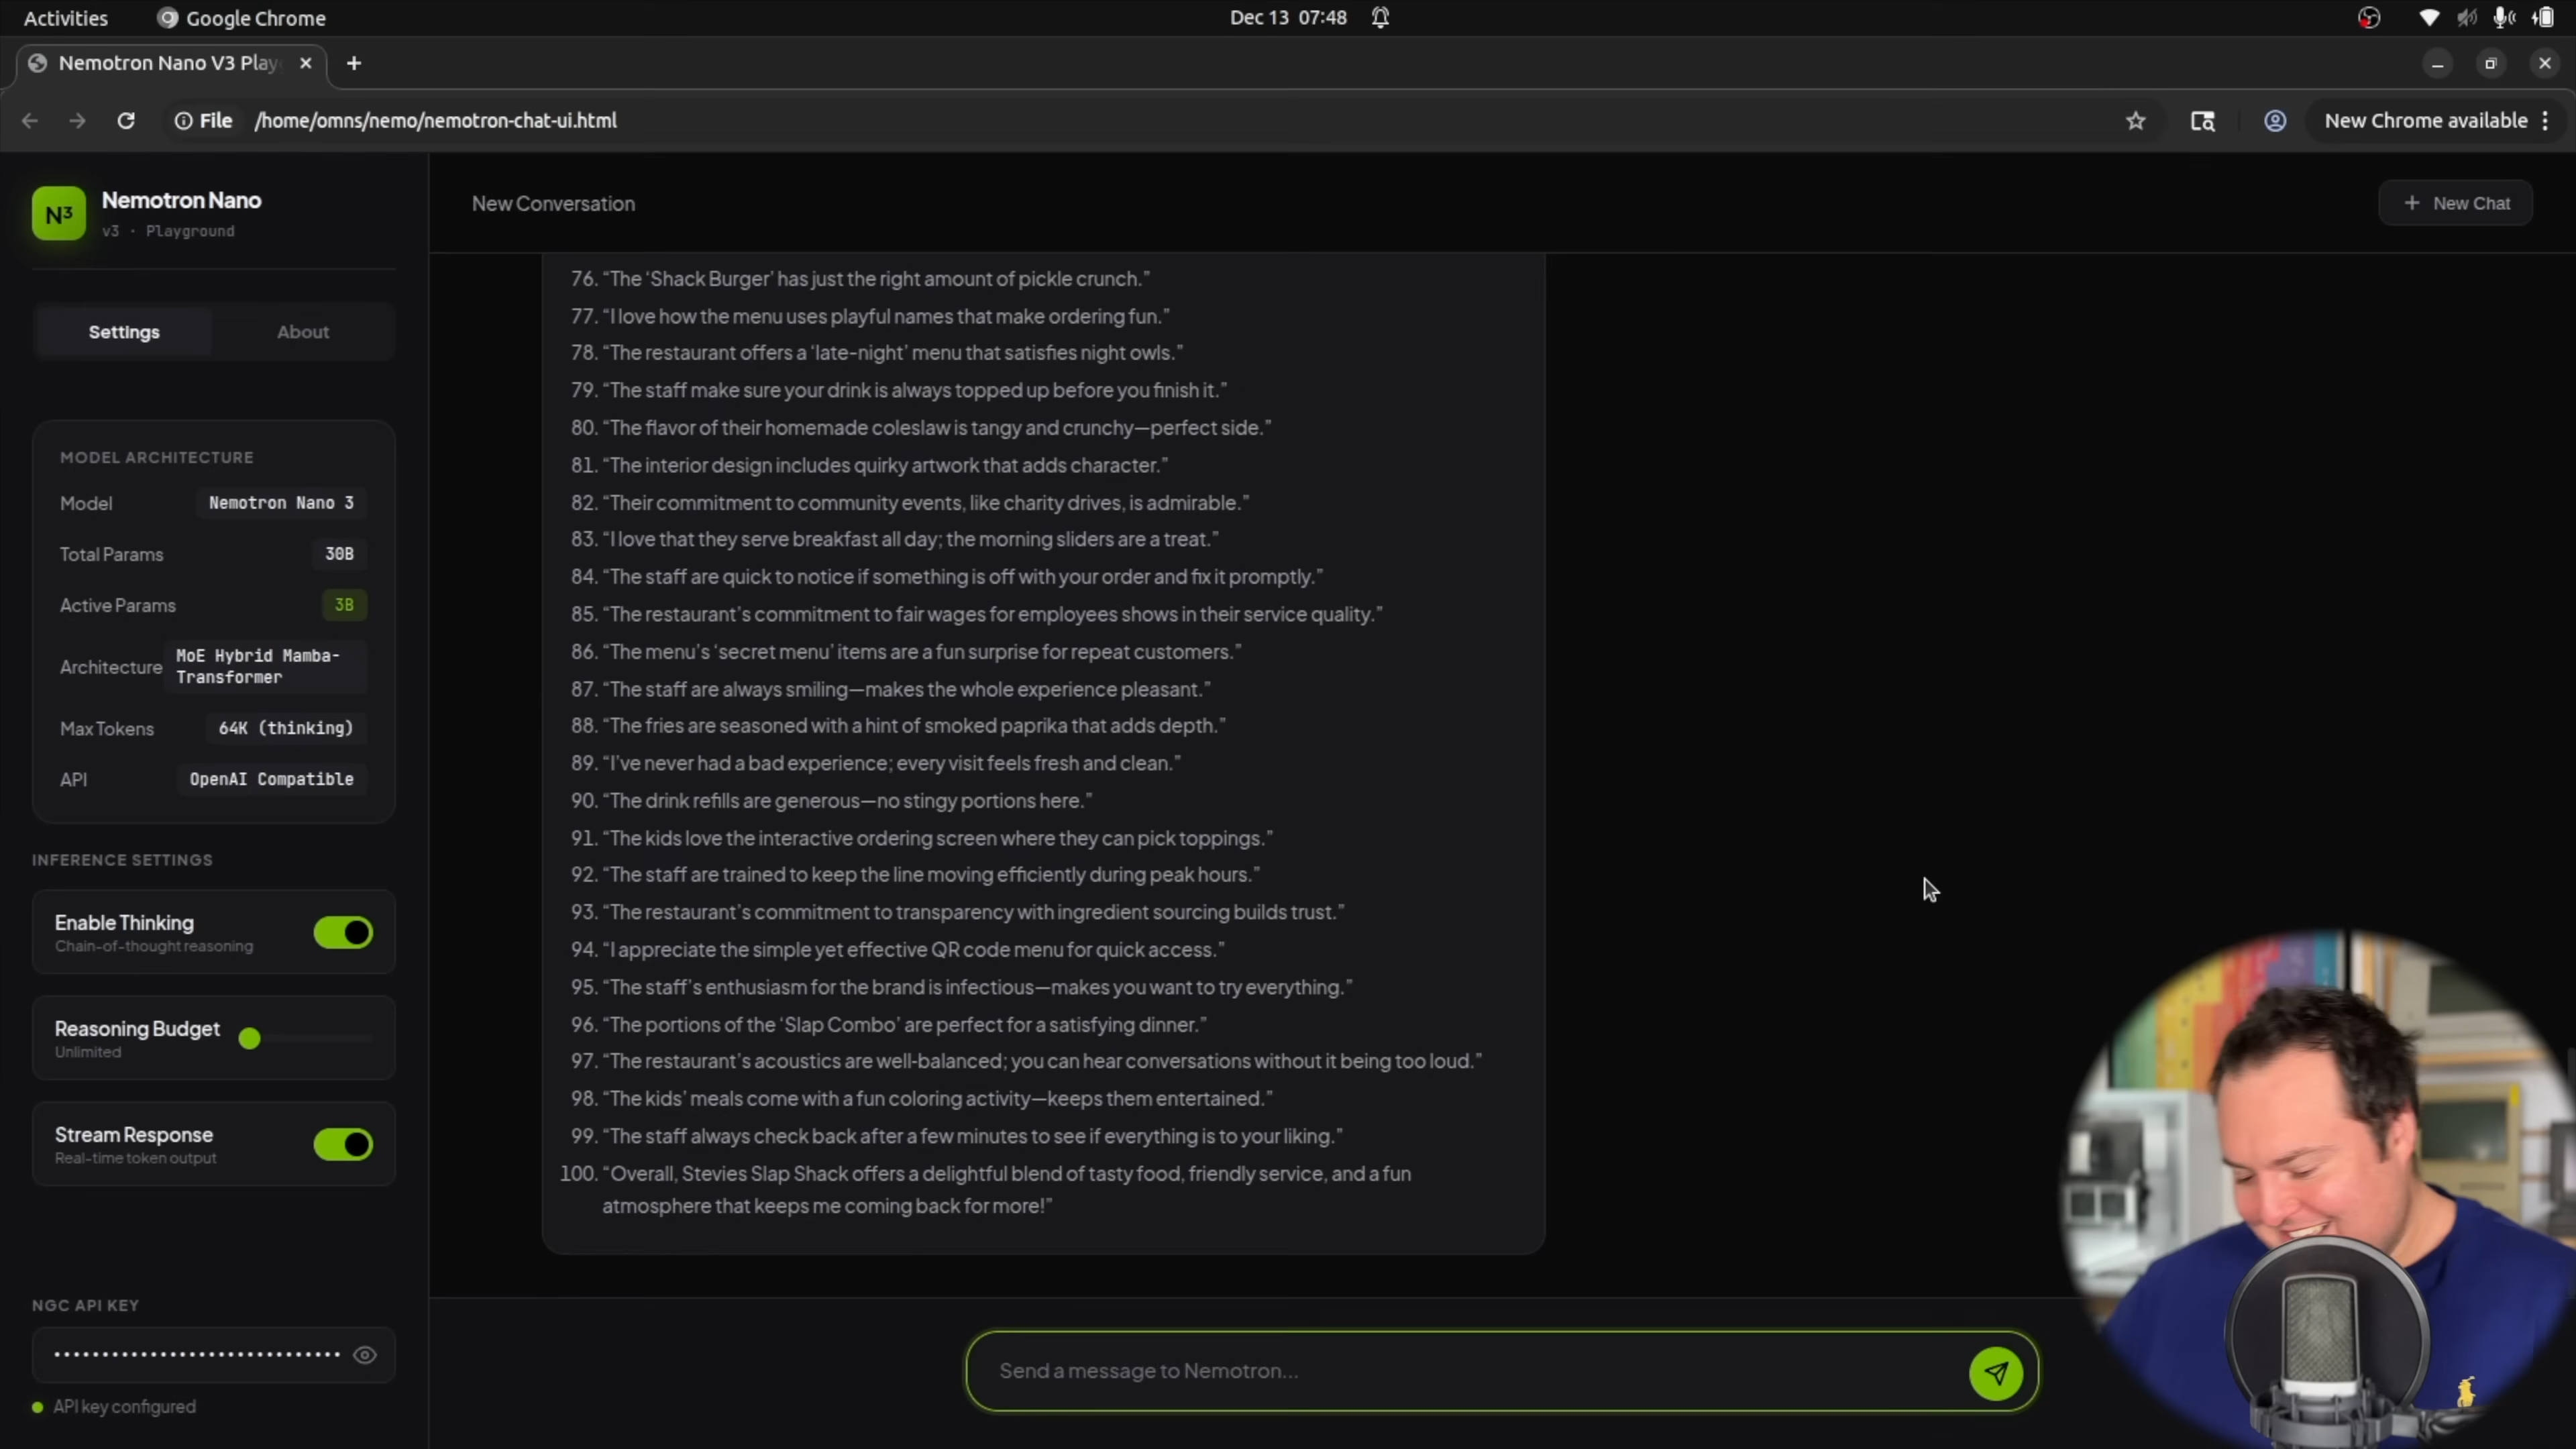 Activities
Google Chrome
Dec 13 07:48
Nemotron Nano V3 Play
File
/home/omns/nemo/nemotron-chat-ui.html
New Chrome available
N³
Nemotron Nano
v3 · Playground
Settings
About
MODEL ARCHITECTURE
Model
Nemotron Nano 3
Total Params
30B
Active Params
3B
Architecture
MoE Hybrid Mamba-
Transformer
Max Tokens
64K (thinking)
API
OpenAI Compatible
INFERENCE SETTINGS
Enable Thinking
Chain-of-thought reasoning
Reasoning Budget
Unlimited
Stream Response
Real-time token output
NGC API KEY
API key configured
New Conversation
+ New Chat
76. “The ‘Shack Burger’ has just the right amount of pickle crunch.”
77. “I love how the menu uses playful names that make ordering fun.”
78. “The restaurant offers a ‘late-night’ menu that satisfies night owls.”
79. “The staff make sure your drink is always topped up before you finish it.”
80. “The flavor of their homemade coleslaw is tangy and crunchy—perfect side.”
81. “The interior design includes quirky artwork that adds character.”
82. “Their commitment to community events, like charity drives, is admirable.”
83. “I love that they serve breakfast all day; the morning sliders are a treat.”
84. “The staff are quick to notice if something is off with your order and fix it promptly.”
85. “The restaurant’s commitment to fair wages for employees shows in their service quality.”
86. “The menu’s ‘secret menu’ items are a fun surprise for repeat customers.”
87. “The staff are always smiling—makes the whole experience pleasant.”
88. “The fries are seasoned with a hint of smoked paprika that adds depth.”
89. “I’ve never had a bad experience; every visit feels fresh and clean.”
90. “The drink refills are generous—no stingy portions here.”
91. “The kids love the interactive ordering screen where they can pick toppings.”
92. “The staff are trained to keep the line moving efficiently during peak hours.”
93. “The restaurant’s commitment to transparency with ingredient sourcing builds trust.”
94. “I appreciate the simple yet effective QR code menu for quick access.”
95. “The staff’s enthusiasm for the brand is infectious—makes you want to try everything.”
96. “The portions of the ‘Slap Combo’ are perfect for a satisfying dinner.”
97. “The restaurant’s acoustics are well-balanced; you can hear conversations without it being too loud.”
98. “The kids’ meals come with a fun coloring activity—keeps them entertained.”
99. “The staff always check back after a few minutes to see if everything is to your liking.”
100. “Overall, Stevies Slap Shack offers a delightful blend of tasty food, friendly service, and a fun
atmosphere that keeps me coming back for more!”
Send a message to Nemotron...